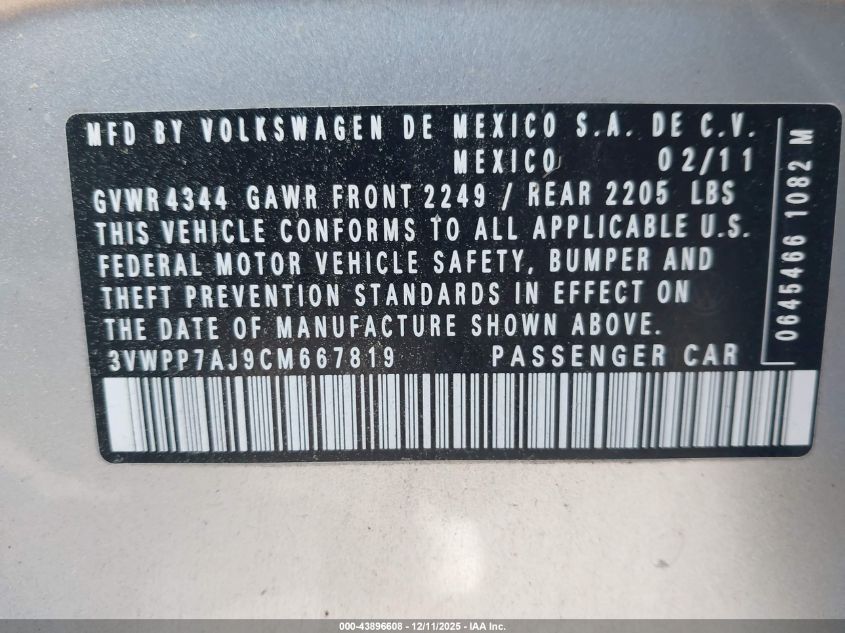 MFD BY VOLKSWAGEN DE MEXICO S.A. DE C.V.
MEXICO 02/11
GVWR4344 GAWR FRONT 2249 / REAR 2205 LBS
THIS VEHICLE CONFORMS TO ALL APPLICABLE U.S.
FEDERAL MOTOR VEHICLE SAFETY, BUMPER AND
THEFT PREVENTION STANDARDS IN EFFECT ON
THE DATE OF MANUFACTURE SHOWN ABOVE.
3VWPP7AJ9CM667819 PASSENGER CAR
0645466 1082 M
000-43896608 - 12/11/2025 - IAA Inc.